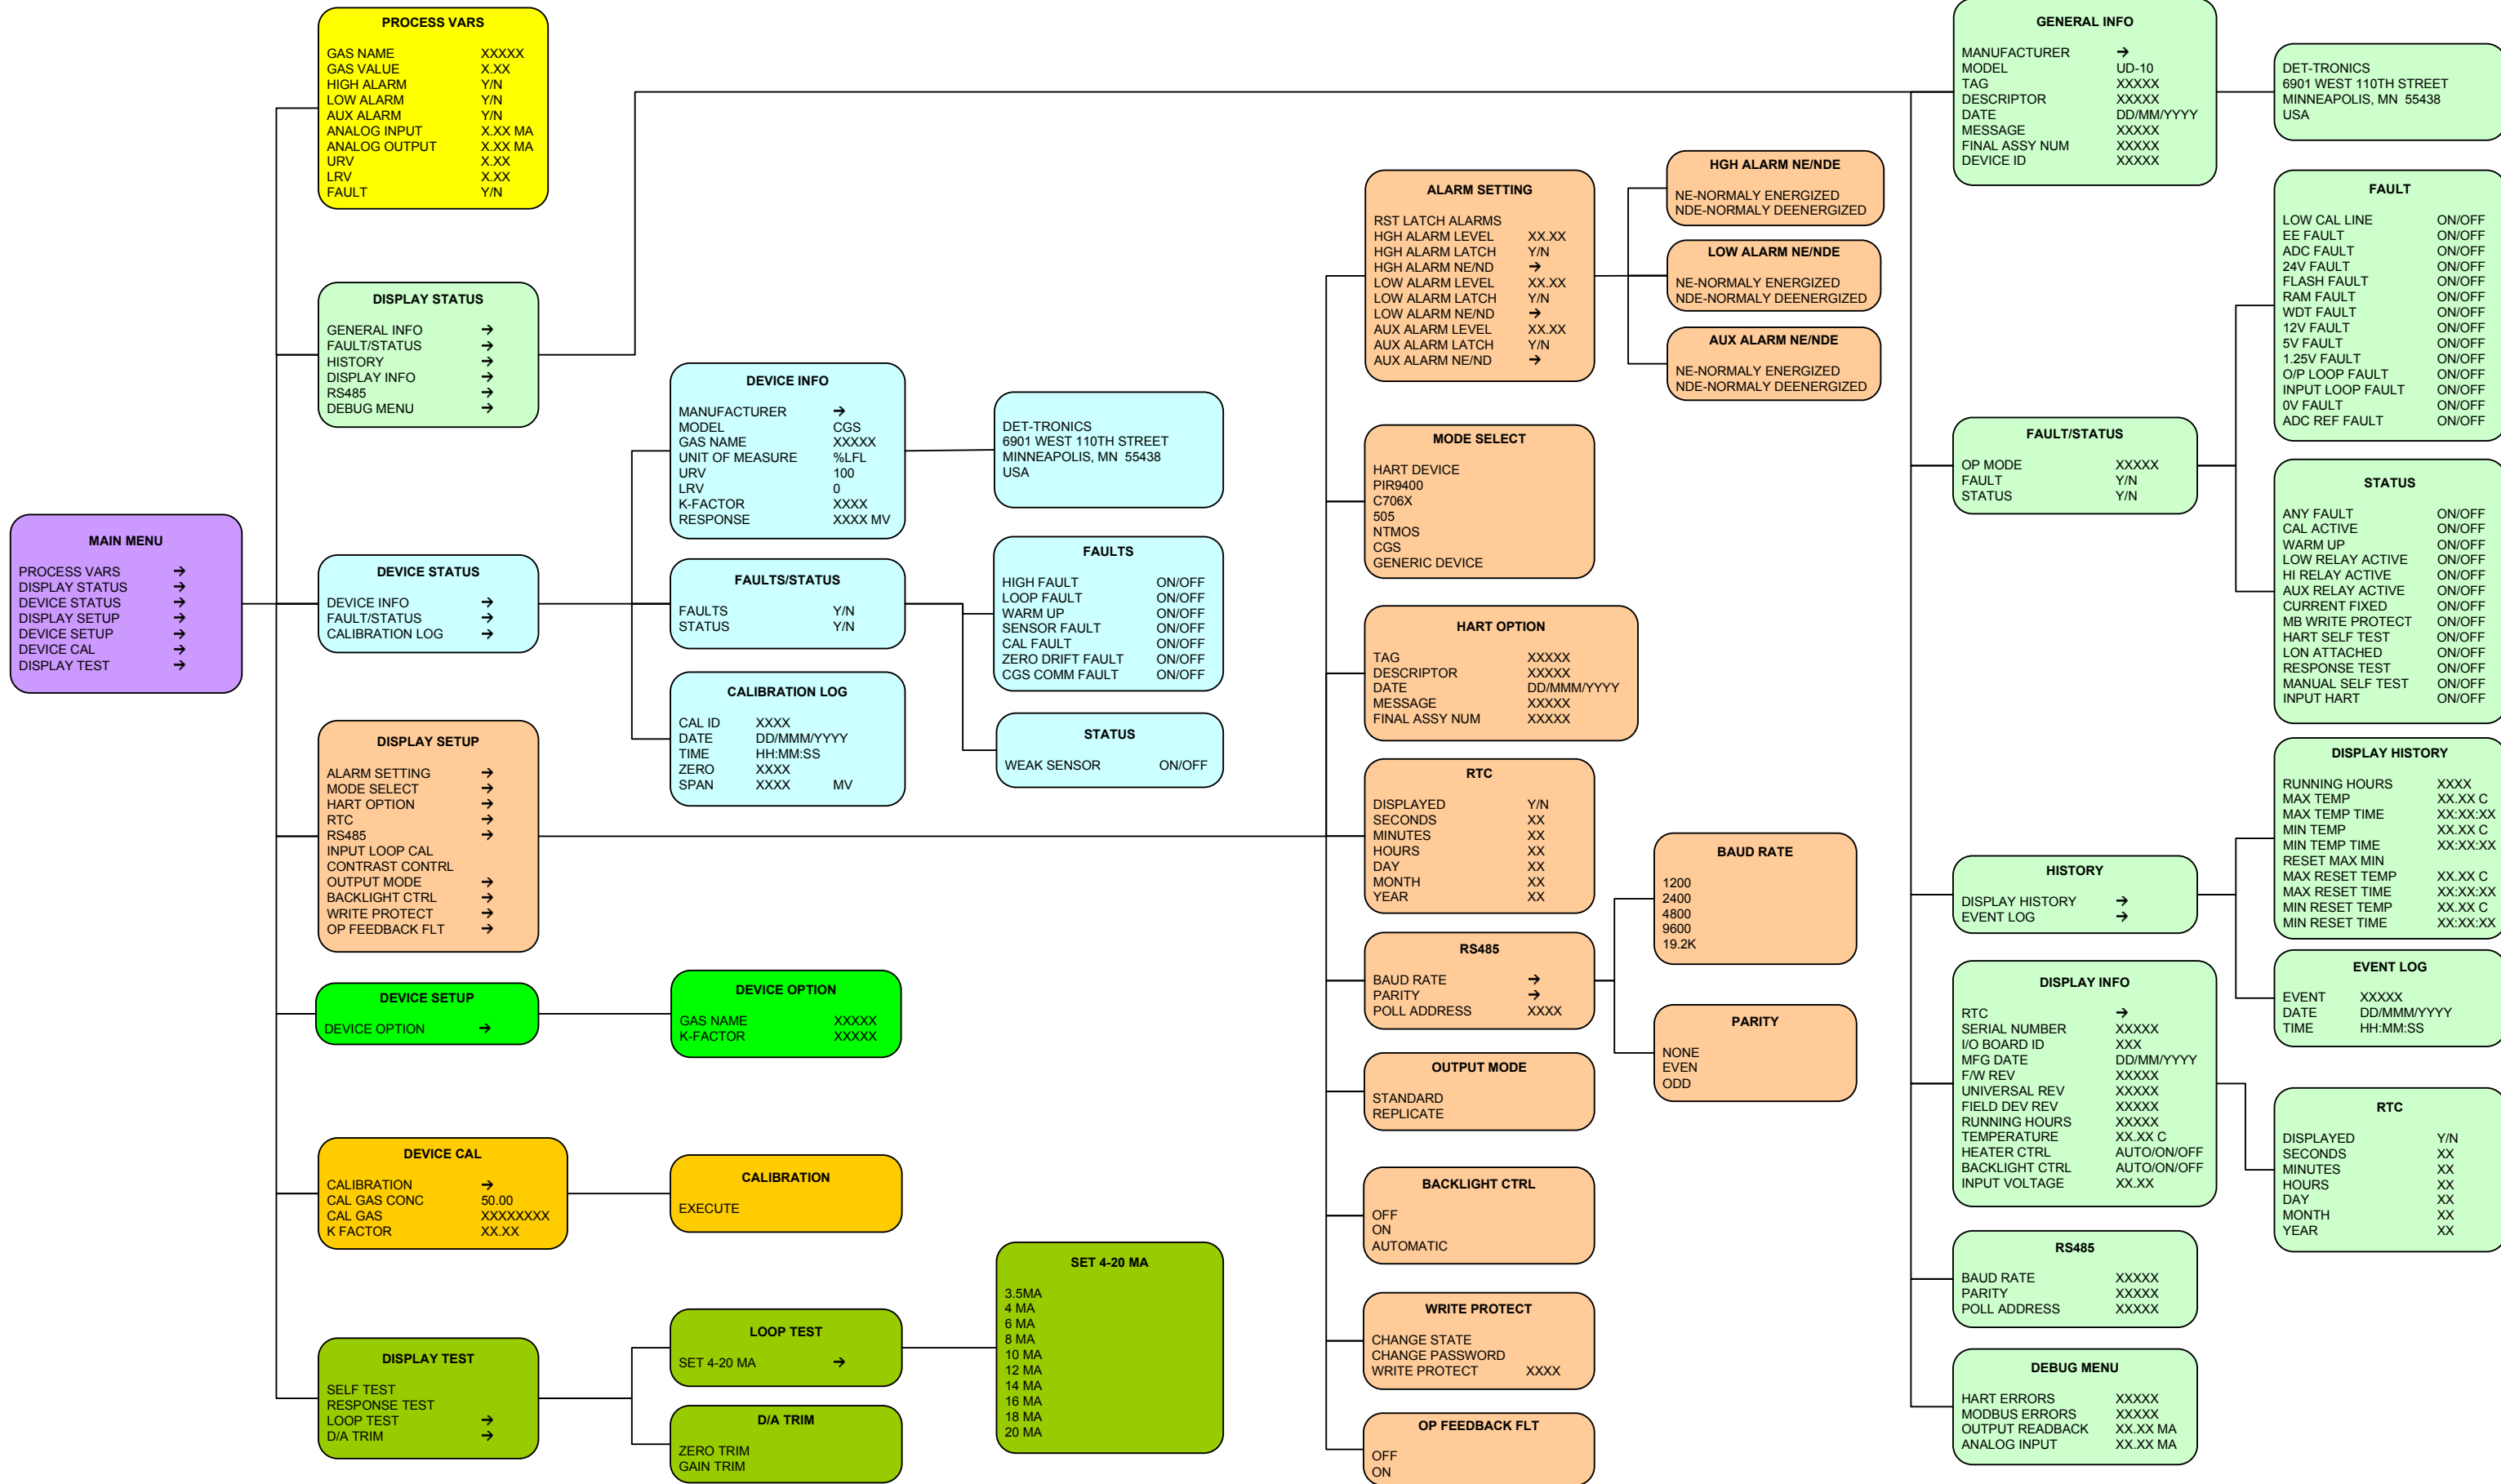 MAIN MENU
PROCESS VARS →
DISPLAY STATUS →
DEVICE STATUS →
DISPLAY SETUP →
DEVICE SETUP →
DEVICE CAL →
DISPLAY TEST →
PROCESS VARS
GAS NAME XXXXX
GAS VALUE X.XX
HIGH ALARM Y/N
LOW ALARM Y/N
AUX ALARM Y/N
ANALOG INPUT X.XX MA
ANALOG OUTPUT X.XX MA
URV X.XX
LRV X.XX
FAULT Y/N
DISPLAY STATUS
GENERAL INFO →
FAULT/STATUS →
HISTORY →
DISPLAY INFO →
RS485 →
DEBUG MENU →
DEVICE STATUS
DEVICE INFO →
FAULT/STATUS →
CALIBRATION LOG →
DISPLAY SETUP
ALARM SETTING →
MODE SELECT →
HART OPTION →
RTC →
RS485 →
INPUT LOOP CAL
CONTRAST CONTRL
OUTPUT MODE →
BACKLIGHT CTRL →
WRITE PROTECT →
OP FEEDBACK FLT →
DEVICE SETUP
DEVICE OPTION →
DEVICE CAL
CALIBRATION →
CAL GAS CONC 50.00
CAL GAS XXXXXXXX
K FACTOR XX.XX
DISPLAY TEST
SELF TEST
RESPONSE TEST
LOOP TEST →
D/A TRIM →
DEVICE INFO
MANUFACTURER →
MODEL CGS
GAS NAME XXXXX
UNIT OF MEASURE %LFL
URV 100
LRV 0
K-FACTOR XXXX
RESPONSE XXXX MV
DET-TRONICS
6901 WEST 110TH STREET
MINNEAPOLIS, MN 55438
USA
FAULTS/STATUS
FAULTS Y/N
STATUS Y/N
FAULTS
HIGH FAULT ON/OFF
LOOP FAULT ON/OFF
WARM UP ON/OFF
SENSOR FAULT ON/OFF
CAL FAULT ON/OFF
ZERO DRIFT FAULT ON/OFF
CGS COMM FAULT ON/OFF
CALIBRATION LOG
CAL ID XXXX
DATE DD/MMM/YYYY
TIME HH:MM:SS
ZERO XXXX
SPAN XXXX MV
STATUS
WEAK SENSOR ON/OFF
DEVICE OPTION
GAS NAME XXXXX
K-FACTOR XXXXX
CALIBRATION
EXECUTE
LOOP TEST
SET 4-20 MA →
D/A TRIM
ZERO TRIM
GAIN TRIM
SET 4-20 MA
3.5MA
4 MA
6 MA
8 MA
10 MA
12 MA
14 MA
16 MA
18 MA
20 MA
ALARM SETTING
RST LATCH ALARMS
HGH ALARM LEVEL XX.XX
HGH ALARM LATCH Y/N
HGH ALARM NE/ND →
LOW ALARM LEVEL XX.XX
LOW ALARM LATCH Y/N
LOW ALARM NE/ND →
AUX ALARM LEVEL XX.XX
AUX ALARM LATCH Y/N
AUX ALARM NE/ND →
HGH ALARM NE/NDE
NE-NORMALY ENERGIZED
NDE-NORMALY DEENERGIZED
LOW ALARM NE/NDE
NE-NORMALY ENERGIZED
NDE-NORMALY DEENERGIZED
AUX ALARM NE/NDE
NE-NORMALY ENERGIZED
NDE-NORMALY DEENERGIZED
MODE SELECT
HART DEVICE
PIR9400
C706X
505
NTMOS
CGS
GENERIC DEVICE
HART OPTION
TAG XXXXX
DESCRIPTOR XXXXX
DATE DD/MMM/YYYY
MESSAGE XXXXX
FINAL ASSY NUM XXXXX
RTC
DISPLAYED Y/N
SECONDS XX
MINUTES XX
HOURS XX
DAY XX
MONTH XX
YEAR XX
RS485
BAUD RATE →
PARITY →
POLL ADDRESS XXXX
BAUD RATE
1200
2400
4800
9600
19.2K
PARITY
NONE
EVEN
ODD
OUTPUT MODE
STANDARD
REPLICATE
BACKLIGHT CTRL
OFF
ON
AUTOMATIC
WRITE PROTECT
CHANGE STATE
CHANGE PASSWORD
WRITE PROTECT XXXX
OP FEEDBACK FLT
OFF
ON
GENERAL INFO
MANUFACTURER →
MODEL UD-10
TAG XXXXX
DESCRIPTOR XXXXX
DATE DD/MM/YYYY
MESSAGE XXXXX
FINAL ASSY NUM XXXXX
DEVICE ID XXXXX
DET-TRONICS
6901 WEST 110TH STREET
MINNEAPOLIS, MN 55438
USA
FAULT/STATUS
OP MODE XXXXX
FAULT Y/N
STATUS Y/N
FAULT
LOW CAL LINE ON/OFF
EE FAULT ON/OFF
ADC FAULT ON/OFF
24V FAULT ON/OFF
FLASH FAULT ON/OFF
RAM FAULT ON/OFF
WDT FAULT ON/OFF
12V FAULT ON/OFF
5V FAULT ON/OFF
1.25V FAULT ON/OFF
O/P LOOP FAULT ON/OFF
INPUT LOOP FAULT ON/OFF
0V FAULT ON/OFF
ADC REF FAULT ON/OFF
STATUS
ANY FAULT ON/OFF
CAL ACTIVE ON/OFF
WARM UP ON/OFF
LOW RELAY ACTIVE ON/OFF
HI RELAY ACTIVE ON/OFF
AUX RELAY ACTIVE ON/OFF
CURRENT FIXED ON/OFF
MB WRITE PROTECT ON/OFF
HART SELF TEST ON/OFF
LON ATTACHED ON/OFF
RESPONSE TEST ON/OFF
MANUAL SELF TEST ON/OFF
INPUT HART ON/OFF
HISTORY
DISPLAY HISTORY →
EVENT LOG →
DISPLAY HISTORY
RUNNING HOURS XXXX
MAX TEMP XX.XX C
MAX TEMP TIME XX:XX:XX
MIN TEMP XX.XX C
MIN TEMP TIME XX:XX:XX
RESET MAX MIN
MAX RESET TEMP XX.XX C
MAX RESET TIME XX:XX:XX
MIN RESET TEMP XX.XX C
MIN RESET TIME XX:XX:XX
EVENT LOG
EVENT XXXXX
DATE DD/MMM/YYYY
TIME HH:MM:SS
DISPLAY INFO
RTC →
SERIAL NUMBER XXXXX
I/O BOARD ID XXX
MFG DATE DD/MM/YYYY
F/W REV XXXXX
UNIVERSAL REV XXXXX
FIELD DEV REV XXXXX
RUNNING HOURS XXXXX
TEMPERATURE XX.XX C
HEATER CTRL AUTO/ON/OFF
BACKLIGHT CTRL AUTO/ON/OFF
INPUT VOLTAGE XX.XX
RTC
DISPLAYED Y/N
SECONDS XX
MINUTES XX
HOURS XX
DAY XX
MONTH XX
YEAR XX
RS485
BAUD RATE XXXXX
PARITY XXXXX
POLL ADDRESS XXXXX
DEBUG MENU
HART ERRORS XXXXX
MODBUS ERRORS XXXXX
OUTPUT READBACK XX.XX MA
ANALOG INPUT XX.XX MA